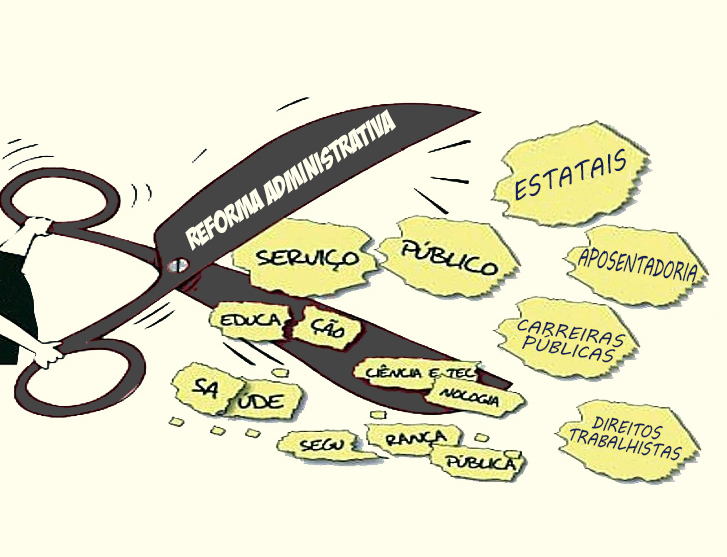 REFORMA ADMINISTRATIVA
ESTATAIS
SERVIÇO
PÚBLICO
APOSENTADORIA
EDUCA
ÇÃO
CARREIRAS
PÚBLICAS
CIÊNCIA E TEC
NOLOGIA
SA
ÚDE
DIREITOS
TRABALHISTAS
SEGU
RANÇA
PÚBLICA